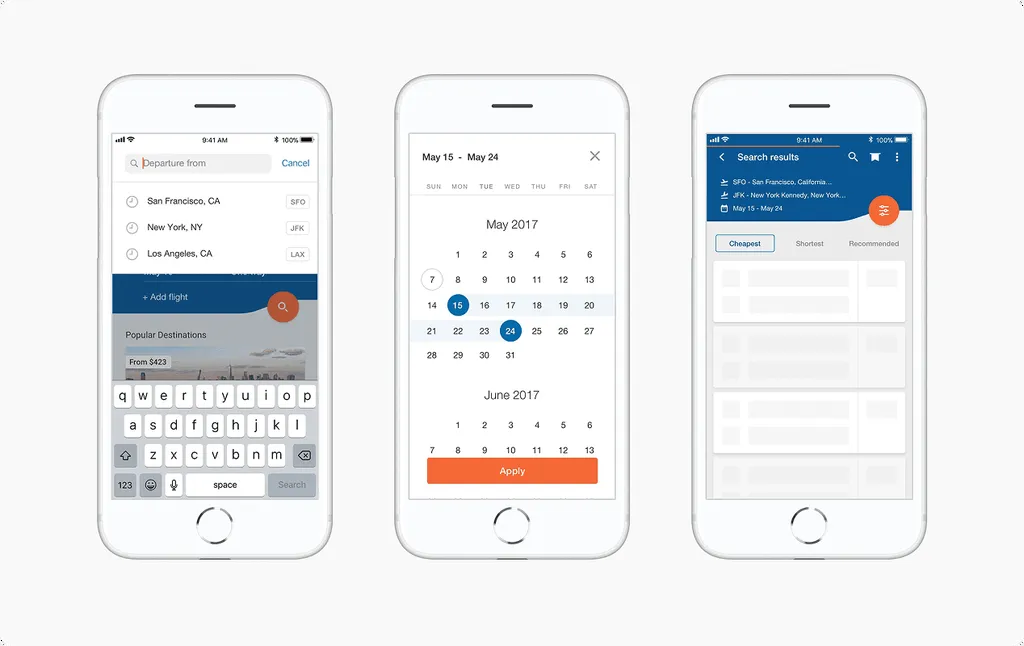 9:41 AM
100%
Departure from
Cancel
San Francisco, CA
SFO
New York, NY
JFK
Los Angeles, CA
LAX
+ Add flight
Popular Destinations
From $423
q w e r t y u i o p
a s d f g h j k l
z x c v b n m
123
space
Search
May 15 - May 24
SUN MON TUE WED THU FRI SAT
May 2017
1 2 3 4 5 6
7 8 9 10 11 12 13
14 15 16 17 18 19 20
21 22 23 24 25 26 27
28 29 30 31
June 2017
1 2 3 4 5 6
7 8 9 10 11 12 13
Apply
9:41 AM
100%
Search results
SFO - San Francisco, California...
JFK - New York Kennedy, New York...
May 15 - May 24
Cheapest
Shortest
Recommended